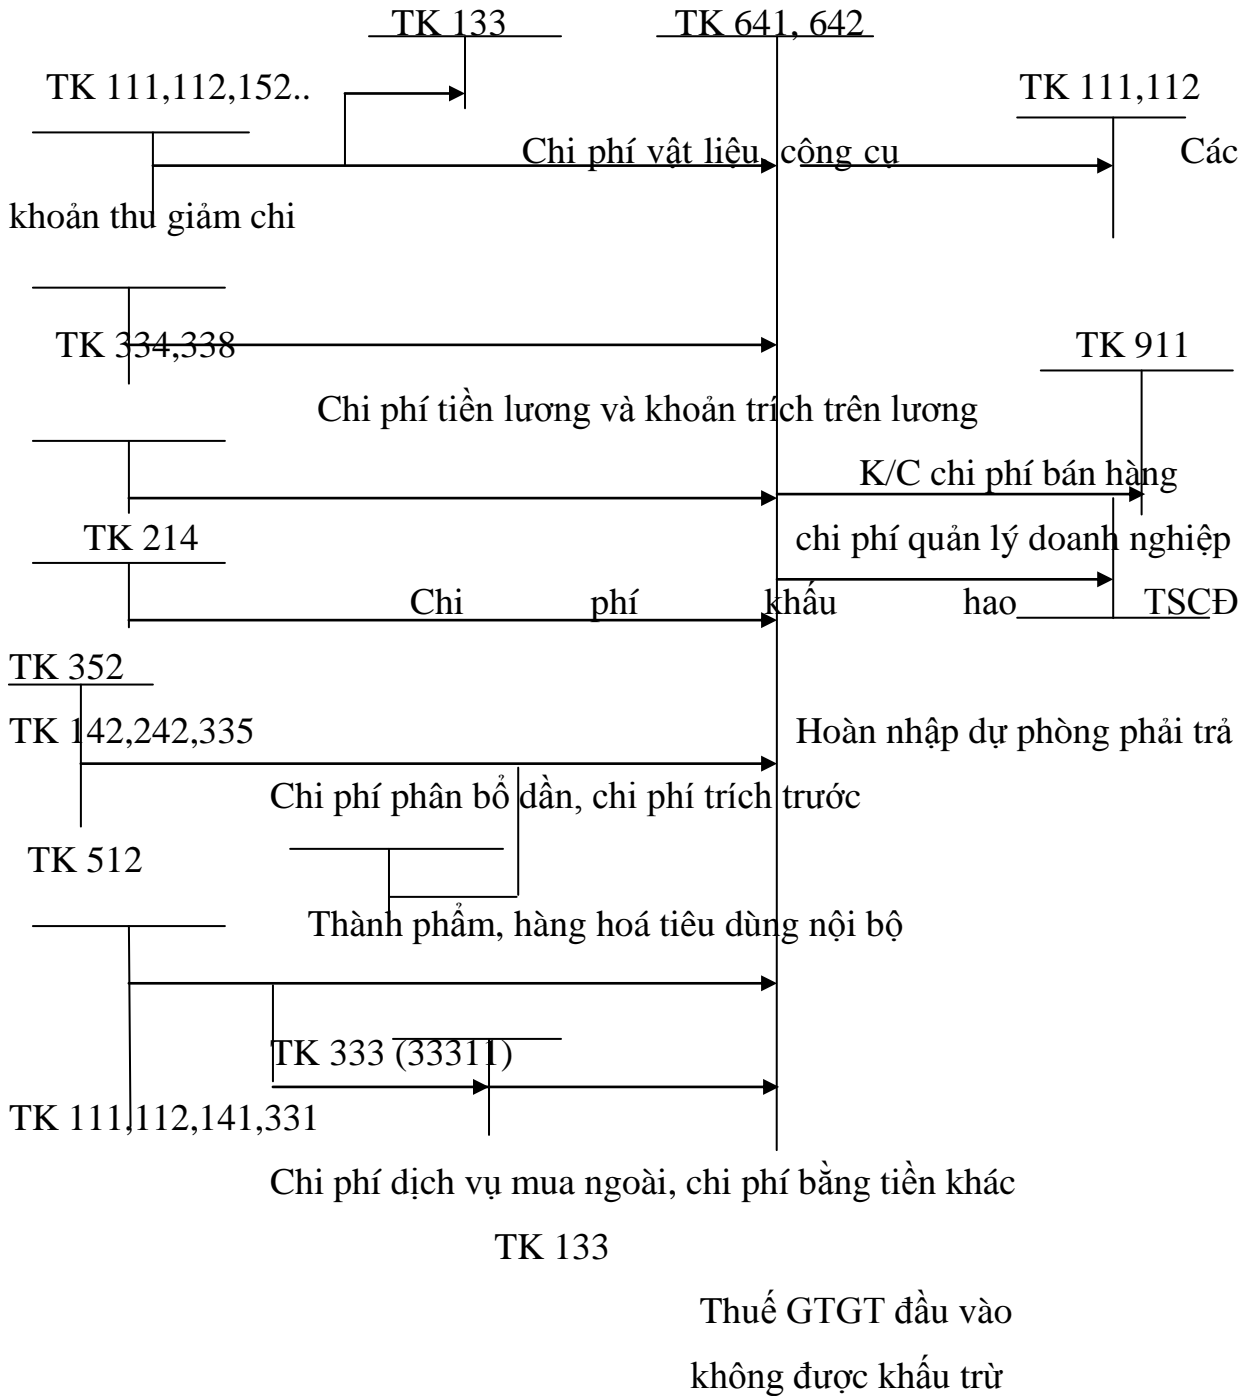 TK 133 TK 641, 642
TK 111,112,152.. TK 111,112
Chi phí vật liệu công cụ Các
khoản thu giảm chi
TK 334,338 TK 911
Chi phí tiền lương và khoản trích trên lương
K/C chi phí bán hàng
TK 214 chi phí quản lý doanh nghiệp
Chi phí khấu hao TSCĐ
TK 352
TK 142,242,335 Hoàn nhập dự phòng phải trả
Chi phí phân bổ dần, chi phí trích trước
TK 512
Thành phẩm, hàng hoá tiêu dùng nội bộ
TK 333 (33311)
TK 111,112,141,331
Chi phí dịch vụ mua ngoài, chi phí bằng tiền khác
TK 133
Thuế GTGT đầu vào
không được khấu trừ